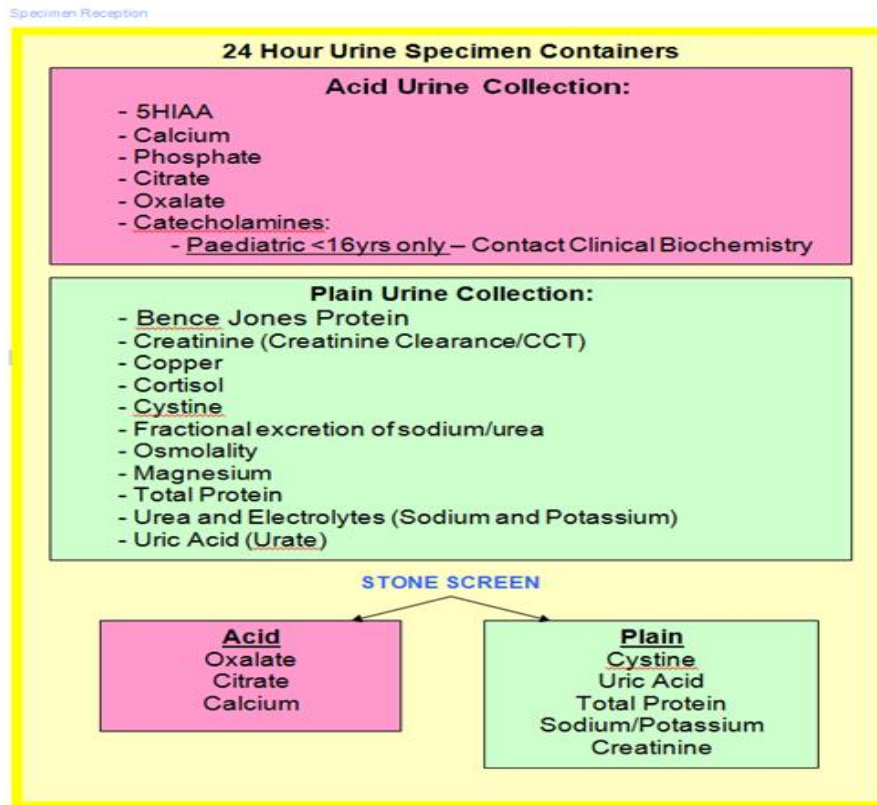 Specimen Reception
24 Hour Urine Specimen Containers
Acid Urine Collection:
- 5HIAA
- Calcium
- Phosphate
- Citrate
- Oxalate
- Catecholamines:
- Paediatric <16yrs only – Contact Clinical Biochemistry
Plain Urine Collection:
- Bence Jones Protein
- Creatinine (Creatinine Clearance/CCT)
- Copper
- Cortisol
- Cystine
- Fractional excretion of sodium/urea
- Osmolality
- Magnesium
- Total Protein
- Urea and Electrolytes (Sodium and Potassium)
- Uric Acid (Urate)
STONE SCREEN
Acid
Oxalate
Citrate
Calcium
Plain
Cystine
Uric Acid
Total Protein
Sodium/Potassium
Creatinine